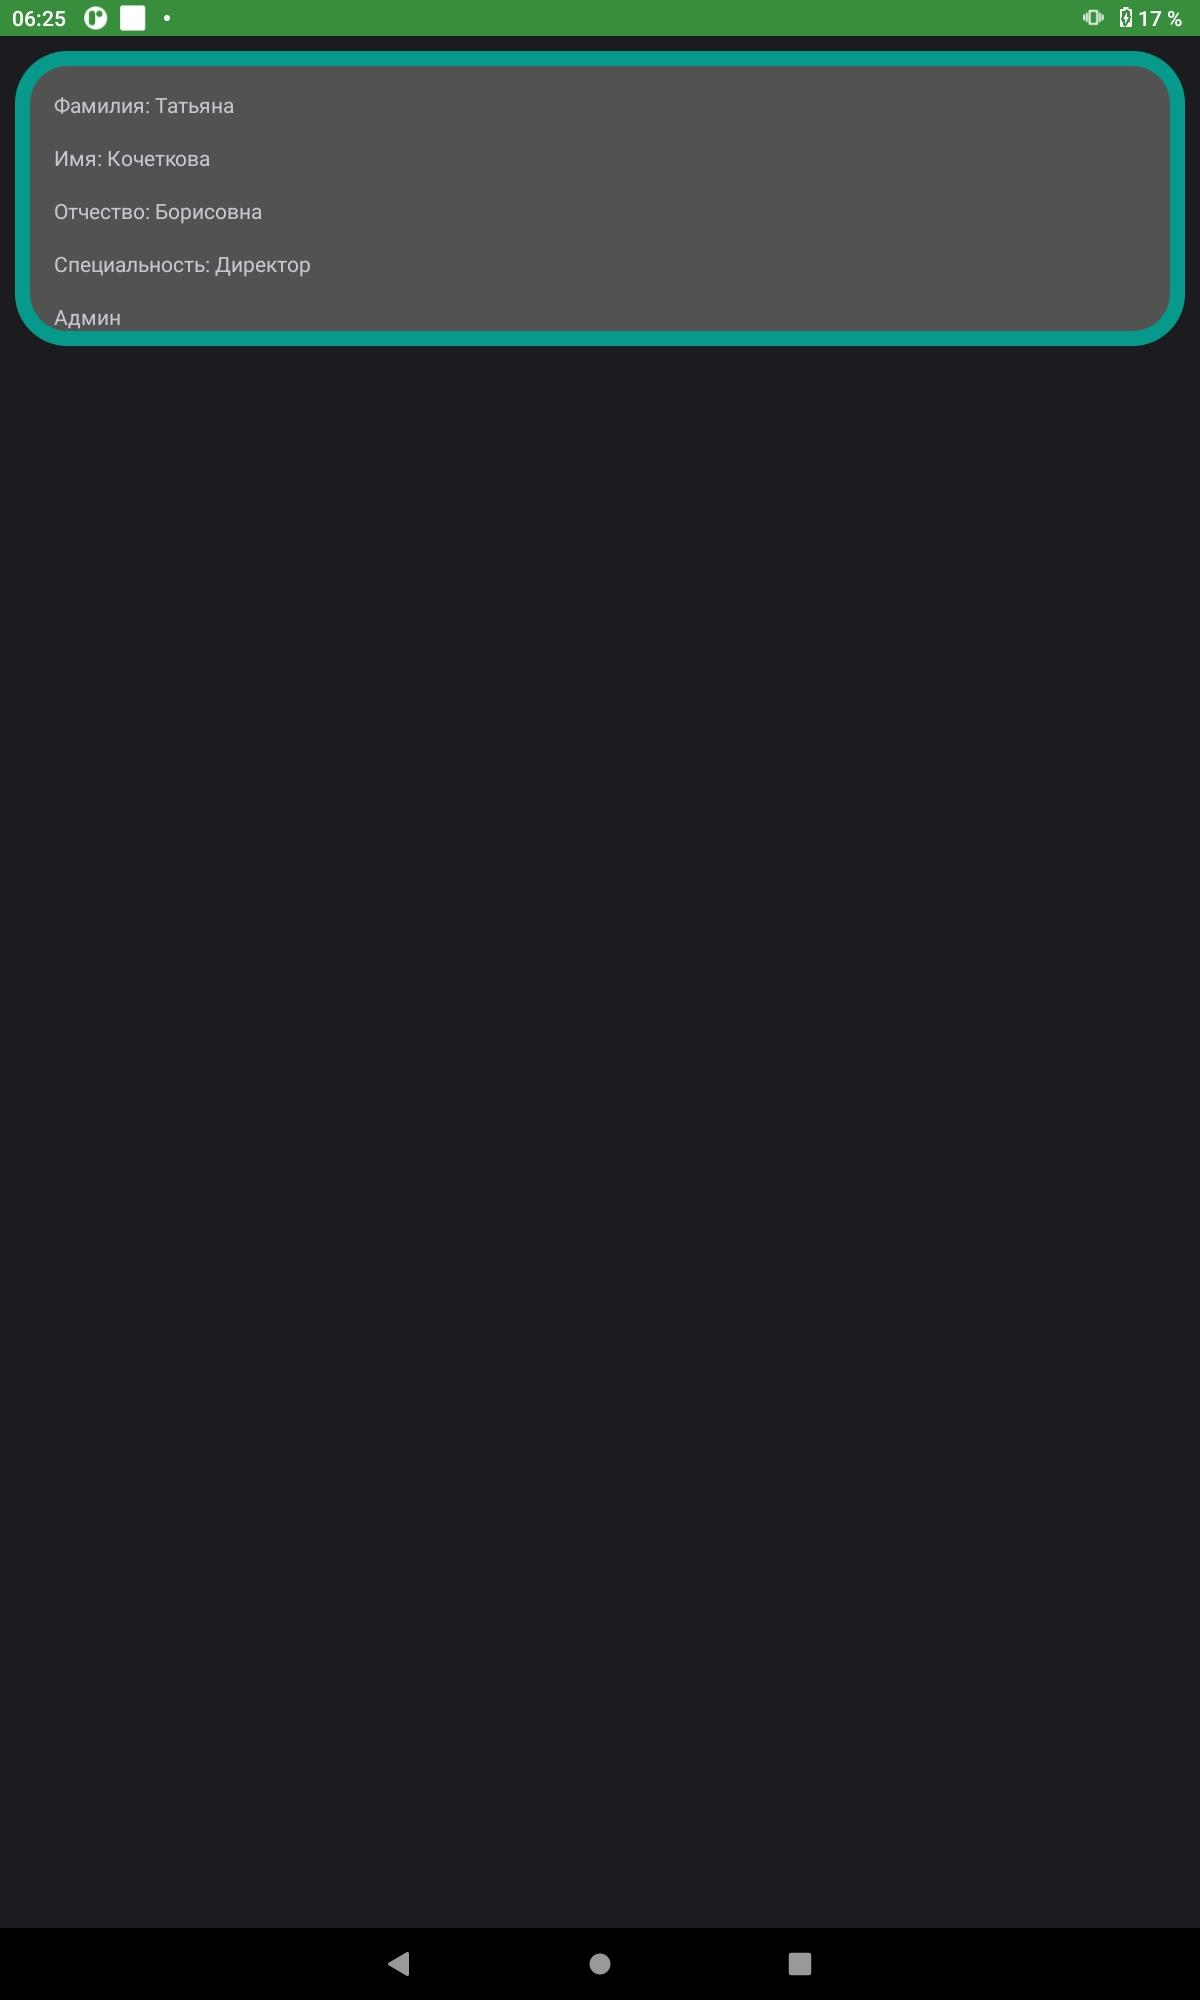 06:25 17 %
Фамилия: Татьяна
Имя: Кочеткова
Отчество: Борисовна
Специальность: Директор
Админ